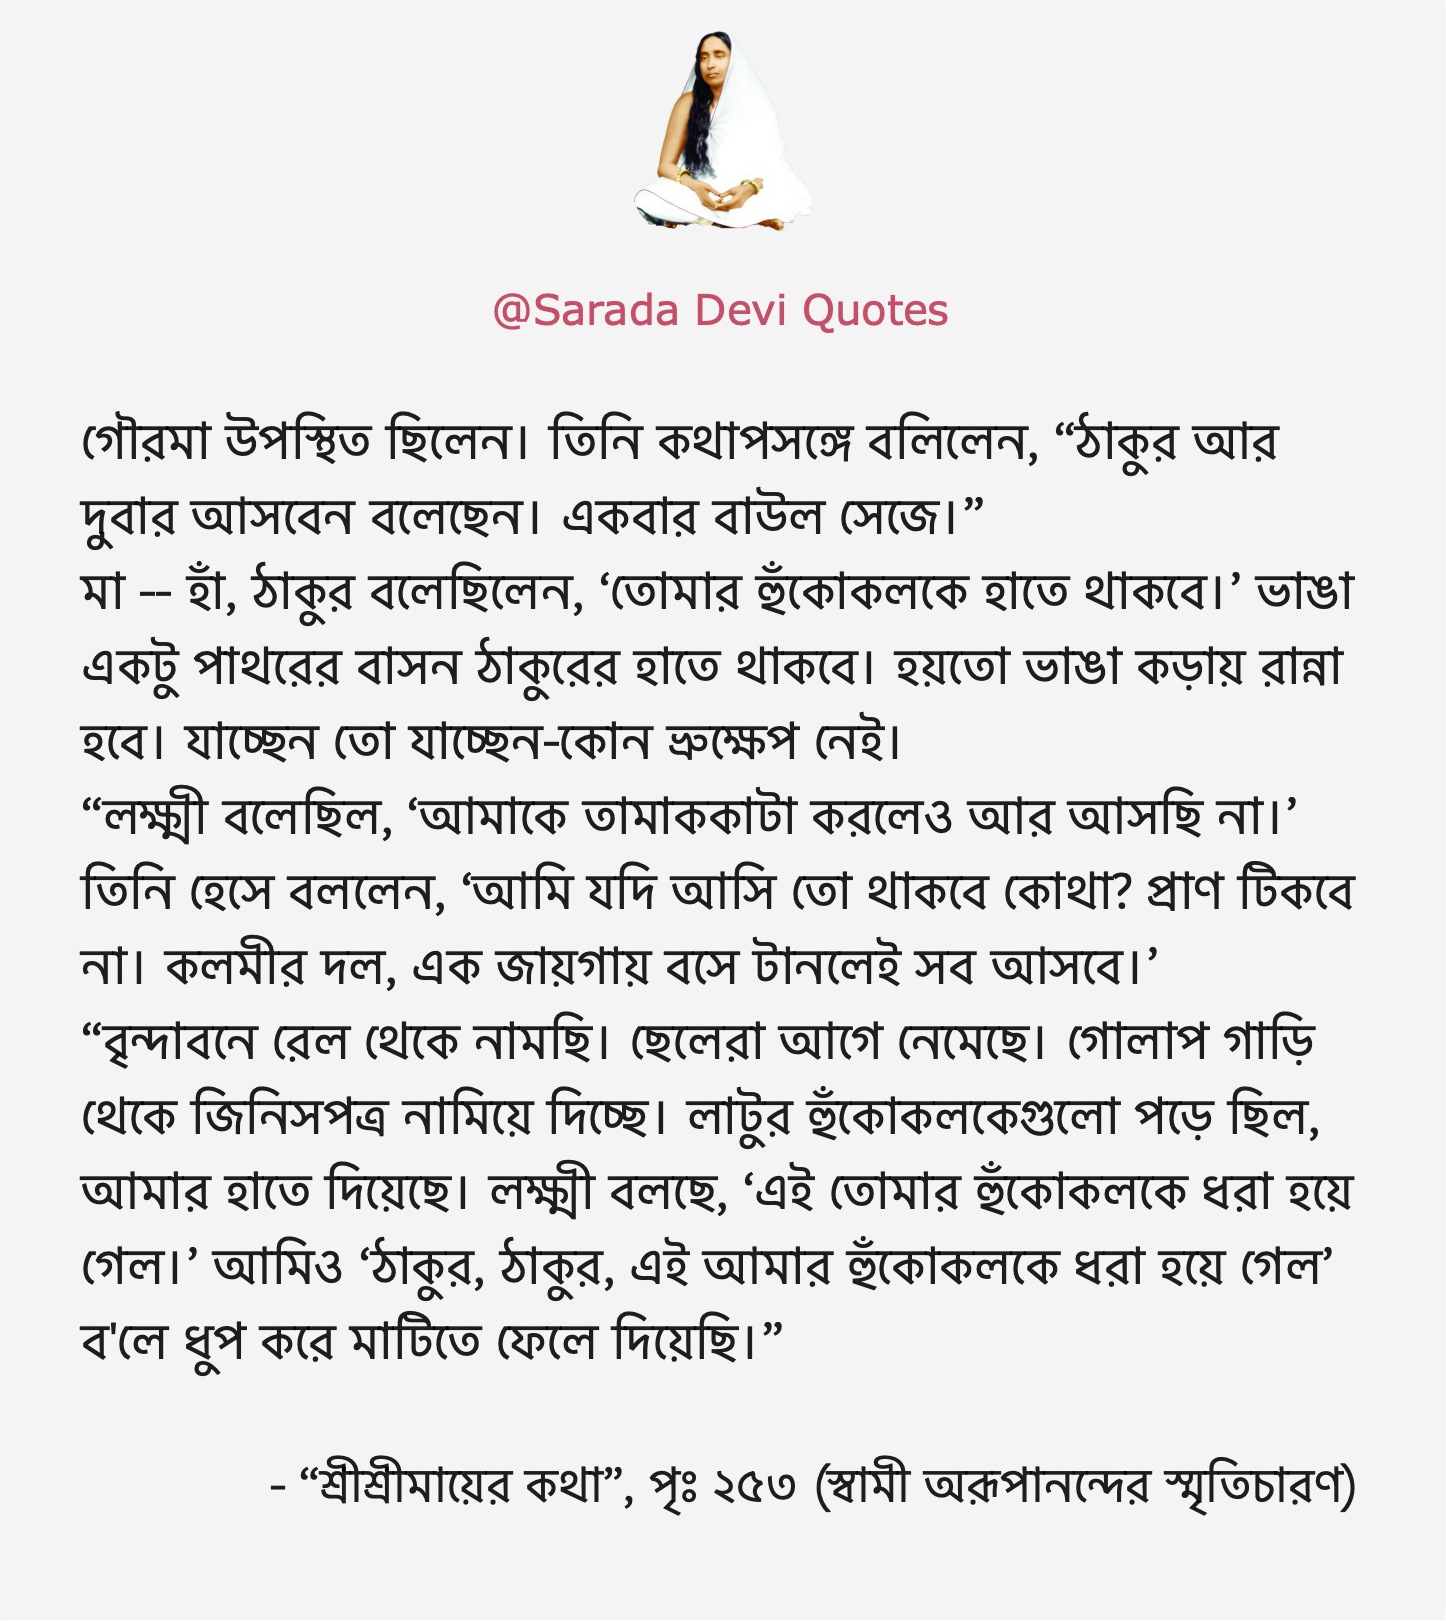 @Sarada Devi Quotes
গৌরমা উপস্থিত ছিলেন। তিনি কথাপসঙ্গে বলিলেন, “ঠাকুর আর
দুবার আসবেন বলেছেন। একবার বাউল সেজে।”
মা -- হাঁ, ঠাকুর বলেছিলেন, ‘তোমার হুঁকোকলকে হাতে থাকবে।’ ভাঙা
একটু পাথরের বাসন ঠাকুরের হাতে থাকবে। হয়তো ভাঙা কড়ায় রান্না
হবে। যাচ্ছেন তো যাচ্ছেন-কোন ভ্রুক্ষেপ নেই।
“লক্ষ্মী বলেছিল, ‘আমাকে তামাককাটা করলেও আর আসছি না।’
তিনি হেসে বললেন, ‘আমি যদি আসি তো থাকবে কোথা? প্রাণ টিকবে
না। কলমীর দল, এক জায়গায় বসে টানলেই সব আসবে।’
“বৃন্দাবনে রেল থেকে নামছি। ছেলেরা আগে নেমেছে। গোলাপ গাড়ি
থেকে জিনিসপত্র নামিয়ে দিচ্ছে। লাটুর হুঁকোকলকেগুলো পড়ে ছিল,
আমার হাতে দিয়েছে। লক্ষ্মী বলছে, ‘এই তোমার হুঁকোকলকে ধরা হয়ে
গেল।’ আমিও ‘ঠাকুর, ঠাকুর, এই আমার হুঁকোকলকে ধরা হয়ে গেল’
ব'লে ধুপ করে মাটিতে ফেলে দিয়েছি।”
- “শ্রীশ্রীমায়ের কথা”, পৃঃ ২৫৩ (স্বামী অরূপানন্দের স্মৃতিচারণ)